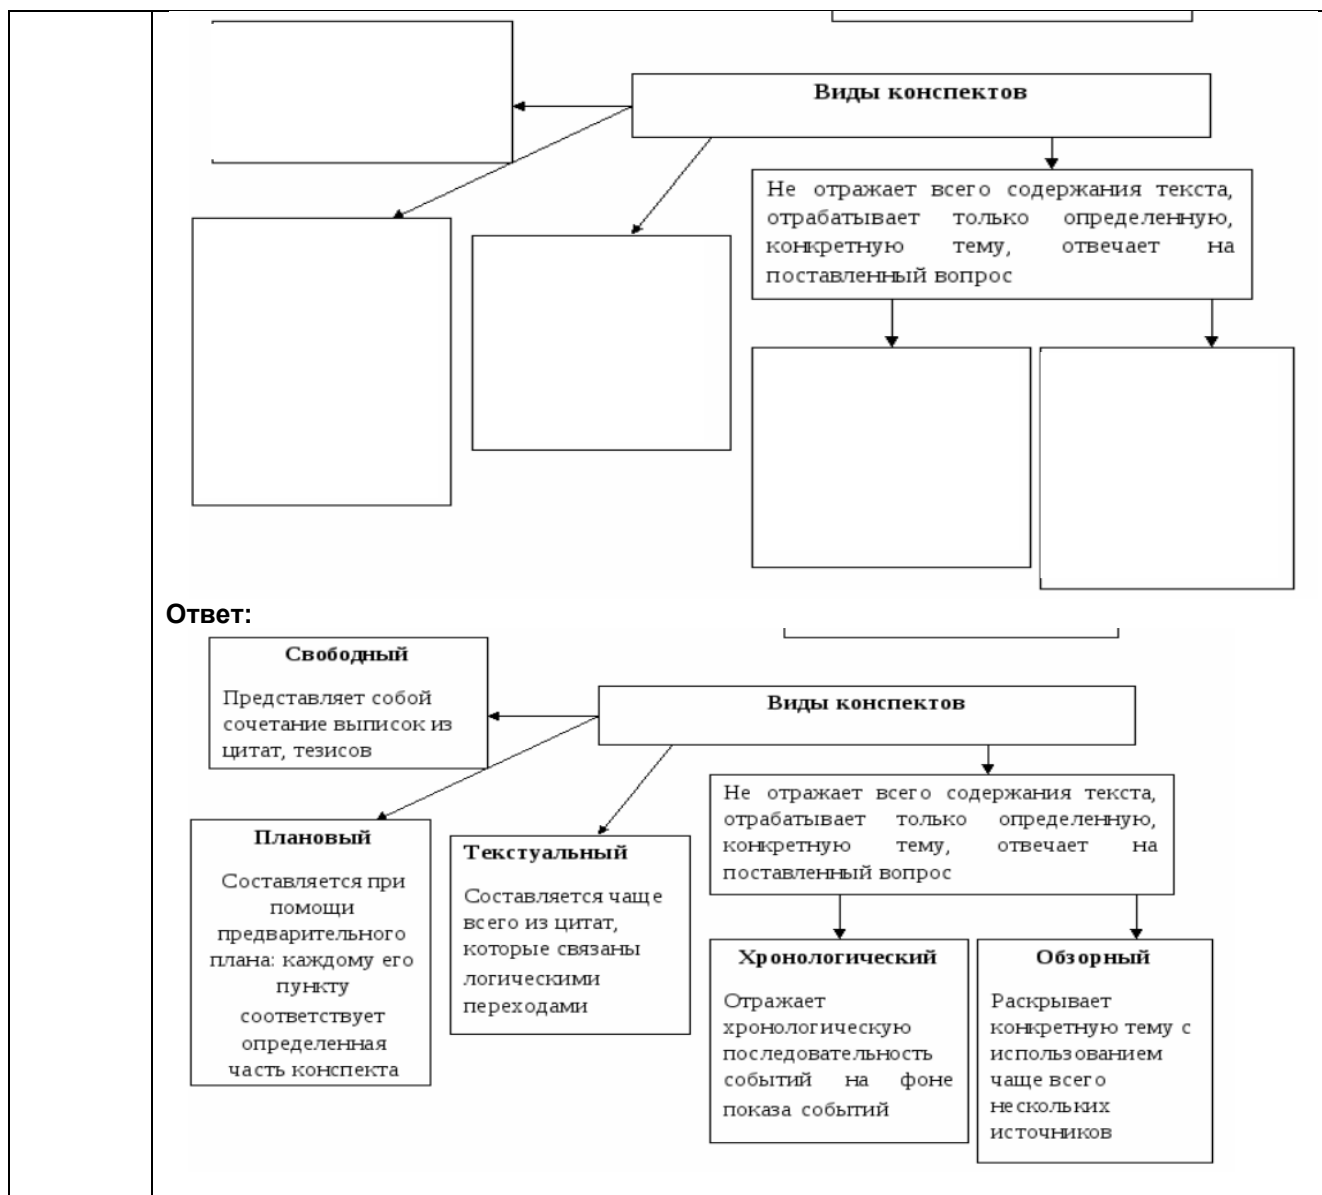 Виды конспектов
Не отражает всего содержания текста,
отрабатывает только определенную,
конкретную тему, отвечает на
поставленный вопрос
Ответ:
Свободный
Представляет собой
сочетание выписок из
цитат, тезисов
Виды конспектов
Не отражает всего содержания текста,
отрабатывает только определенную,
конкретную тему, отвечает на
поставленный вопрос
Плановый
Составляется при
помощи
предварительного
плана: каждому его
пункту
соответствует
определенная
часть конспекта
Текстуальный
Составляется чаще
всего из цитат,
которые связаны
логическими
переходами
Хронологический
Отражает
хронологическую
последовательность
событий на фоне
показа событий
Обзорный
Раскрывает
конкретную тему с
использованием
чаще всего
нескольких
источников